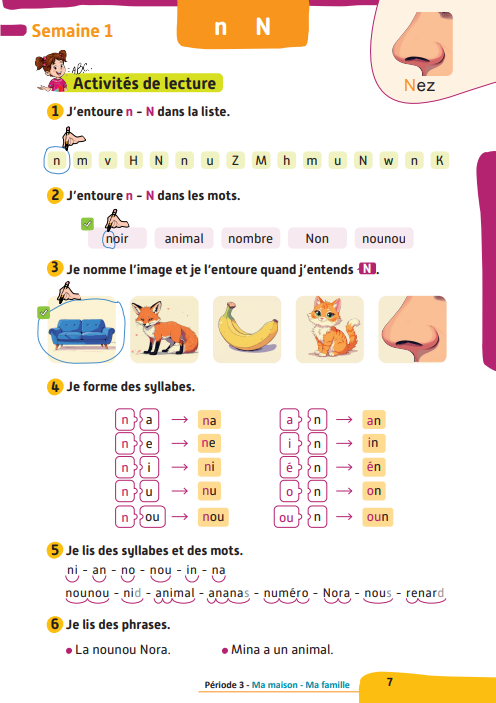 Semaine 1
n N
Nez
ABC
Activités de lecture
1 J'entoure n - N dans la liste.
n m v H N n u Z M h m u N w n K
2 J'entoure n - N dans les mots.
noir animal nombre Non nounou
3 Je nomme l'image et je l'entoure quand j'entends N.
4 Je forme des syllabes.
n a → na a n → an
n e → ne i n → in
n i → ni é n → én
n u → nu o n → on
n ou → nou ou n → oun
5 Je lis des syllabes et des mots.
ni - an - no - nou - in - na
nounou - nid - animal - ananas - numéro - Nora - nous - renard
6 Je lis des phrases.
• La nounou Nora. • Mina a un animal.
Période 3 - Ma maison - Ma famille 7